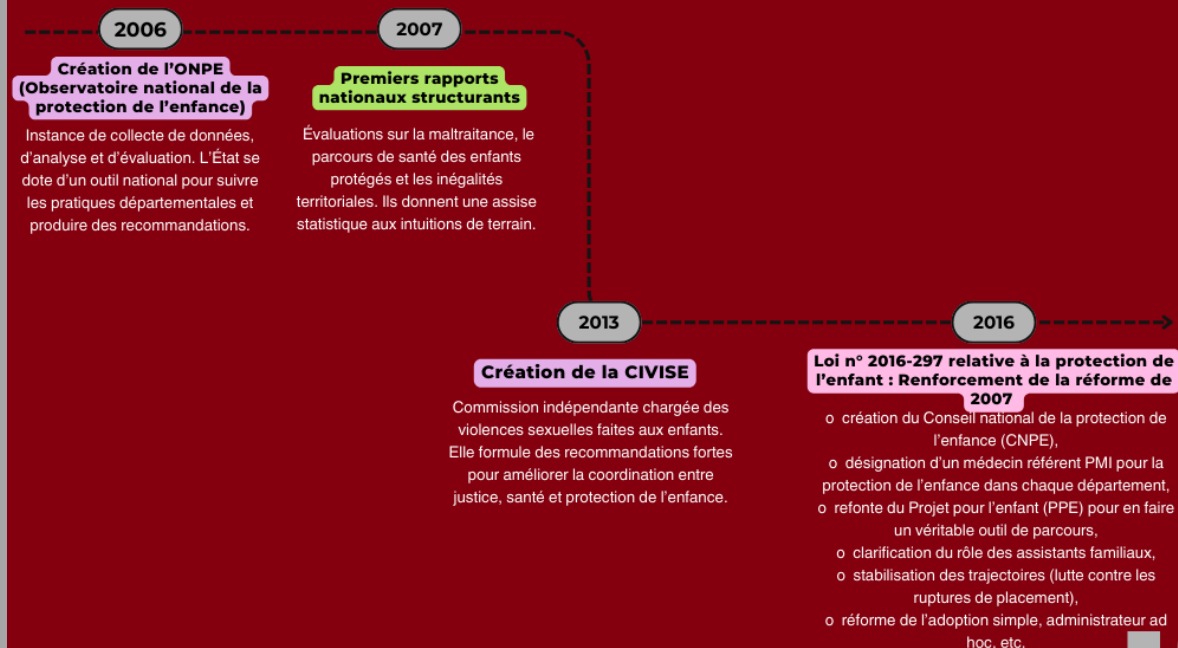 2006
Création de l’ONPE
(Observatoire national de la
protection de l’enfance)
Instance de collecte de données,
d’analyse et d’évaluation. L’État se
dote d’un outil national pour suivre
les pratiques départementales et
produire des recommandations.
2007
Premiers rapports
nationaux structurants
Évaluations sur la maltraitance, le
parcours de santé des enfants
protégés et les inégalités
territoriales. Ils donnent une assise
statistique aux intuitions de terrain.
2013
Création de la CIVISE
Commission indépendante chargée des
violences sexuelles faites aux enfants.
Elle formule des recommandations fortes
pour améliorer la coordination entre
justice, santé et protection de l’enfance.
2016
Loi n° 2016-297 relative à la protection de
l’enfant : Renforcement de la réforme de
2007
o création du Conseil national de la protection de
l’enfance (CNPE),
o désignation d’un médecin référent PMI pour la
protection de l’enfance dans chaque département,
o refonte du Projet pour l’enfant (PPE) pour en faire
un véritable outil de parcours,
o clarification du rôle des assistants familiaux,
o stabilisation des trajectoires (lutte contre les
ruptures de placement),
o réforme de l’adoption simple, administrateur ad
hoc, etc.